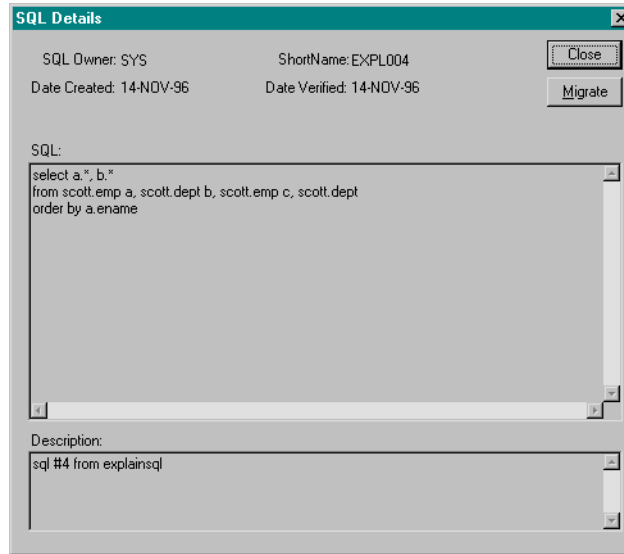 SQL Details
SQL Owner: SYS ShortName: EXPL004 Close
Date Created: 14-NOV-96 Date Verified: 14-NOV-96 Migrate
SQL:
select a.*, b.*
from scott.emp a, scott.dept b, scott.emp c, scott.dept
order by a.ename
Description:
sql #4 from explainsql